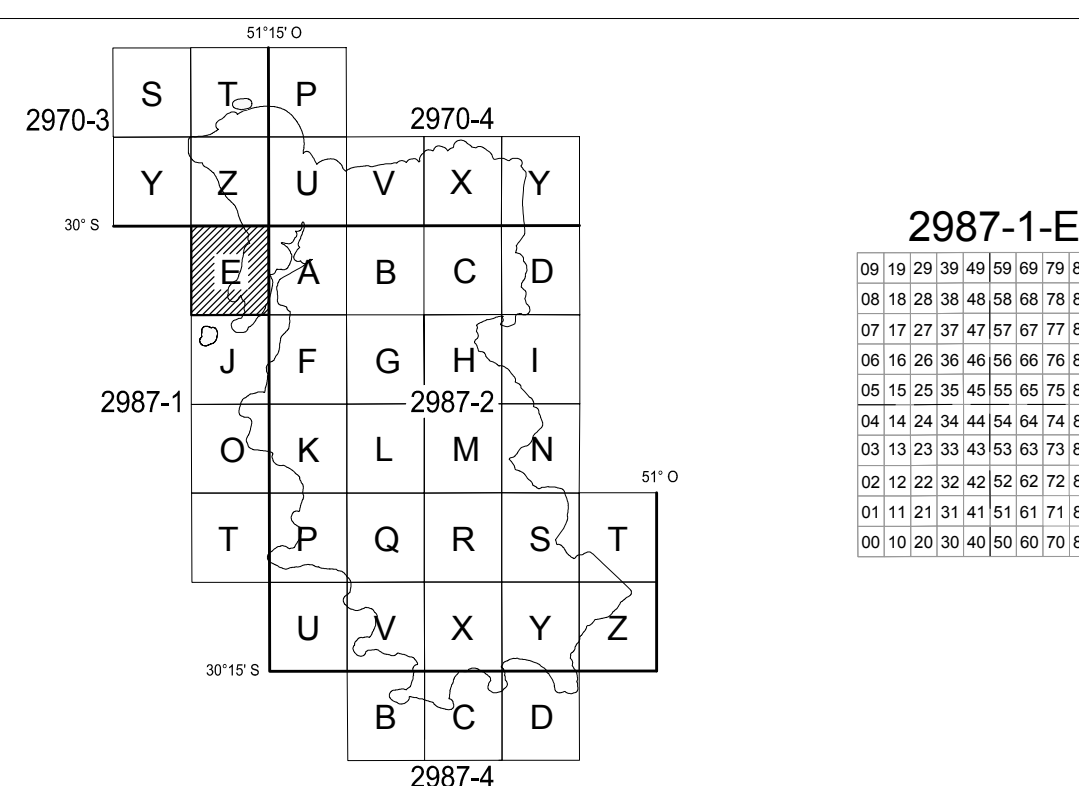 51°15' O
S T P
2970-3 2970-4
Y Z U V X Y
30° S
E A B C D
J F G H I
2987-1 2987-2
O K L M N
51° O
T P Q R S T
U V X Y Z
30°15' S
B C D
2987-4
2987-1-E
09 19 29 39 49 59 69 79
08 18 28 38 48 58 68 78
07 17 27 37 47 57 67 77
06 16 26 36 46 56 66 76
05 15 25 35 45 55 65 75
04 14 24 34 44 54 64 74
03 13 23 33 43 53 63 73
02 12 22 32 42 52 62 72
01 11 21 31 41 51 61 71
00 10 20 30 40 50 60 70